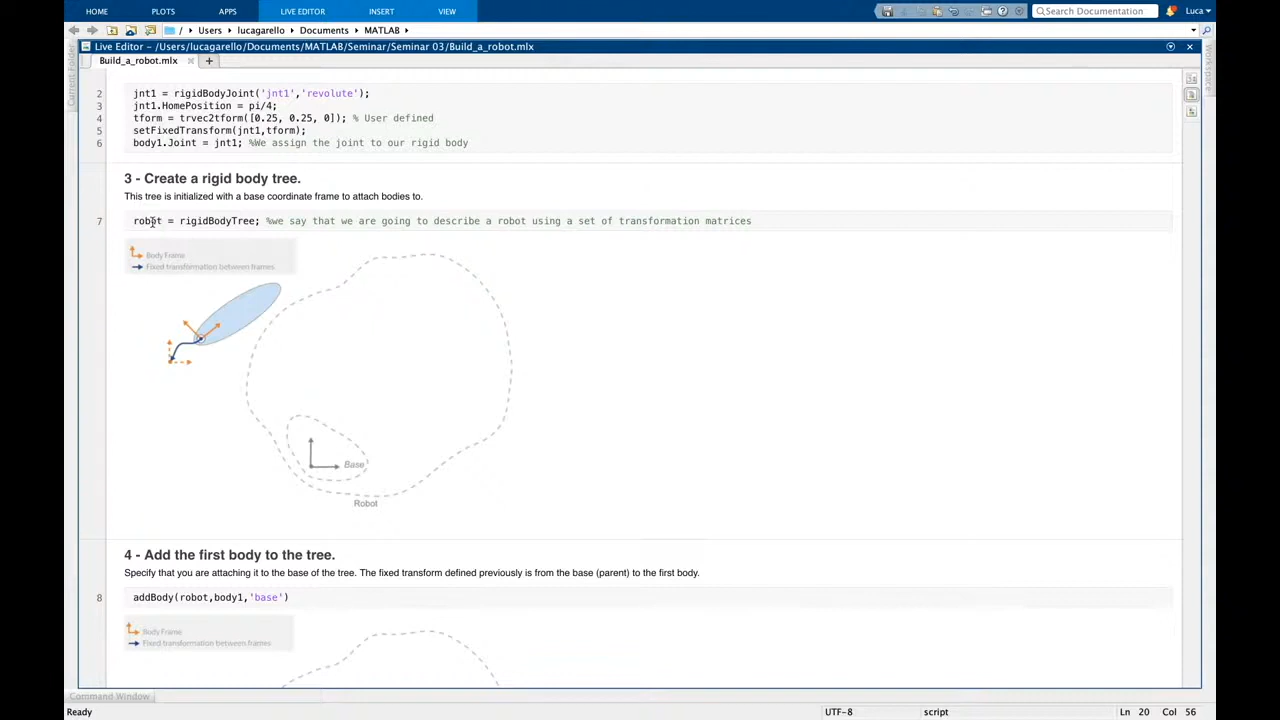 HOME PLOTS APPS LIVE EDITOR INSERT VIEW Search Documentation Luca
/ Users lucagarello Documents MATLAB
Live Editor - /Users/lucagarello/Documents/MATLAB/Seminar/Seminar 03/Build_a_robot.mlx
Build_a_robot.mlx
Current Folder
Workspace
2 jnt1 = rigidBodyJoint('jnt1','revolute');
3 jnt1.HomePosition = pi/4;
4 tform = trvec2tform([0.25, 0.25, 0]); % User defined
5 setFixedTransform(jnt1,tform);
6 body1.Joint = jnt1; %We assign the joint to our rigid body
3 - Create a rigid body tree.
This tree is initialized with a base coordinate frame to attach bodies to.
7 robot = rigidBodyTree; %we say that we are going to describe a robot using a set of transformation matrices
Body Frame
Fixed transformation between frames
Base
Robot
4 - Add the first body to the tree.
Specify that you are attaching it to the base of the tree. The fixed transform defined previously is from the base (parent) to the first body.
8 addBody(robot,body1,'base')
Body Frame
Fixed transformation between frames
Command Window
Ready UTF-8 script Ln 20 Col 56